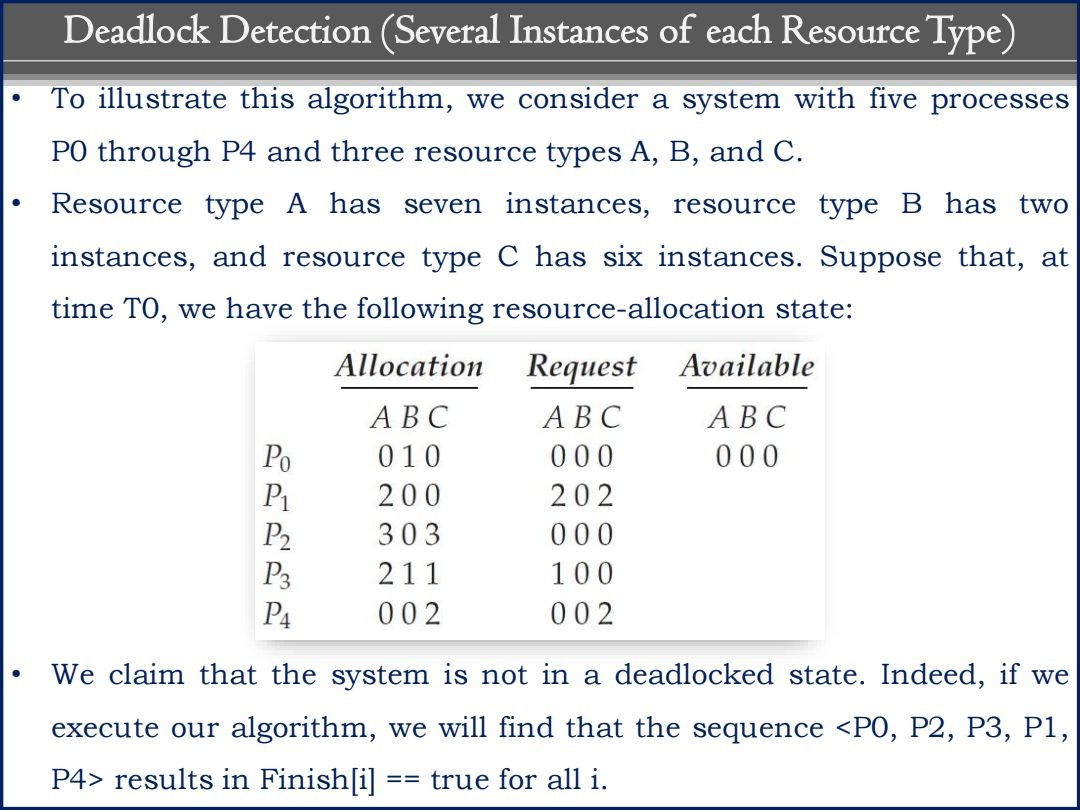 Deadlock Detection (Several Instances of each Resource Type)
• To illustrate this algorithm, we consider a system with five processes
P0 through P4 and three resource types A, B, and C.
• Resource type A has seven instances, resource type B has two
instances, and resource type C has six instances. Suppose that, at
time T0, we have the following resource-allocation state:
Allocation Request Available
A B C A B C A B C
P0 0 1 0 0 0 0 0 0 0
P1 2 0 0 2 0 2
P2 3 0 3 0 0 0
P3 2 1 1 1 0 0
P4 0 0 2 0 0 2
• We claim that the system is not in a deadlocked state. Indeed, if we
execute our algorithm, we will find that the sequence <P0, P2, P3, P1,
P4> results in Finish[i] == true for all i.